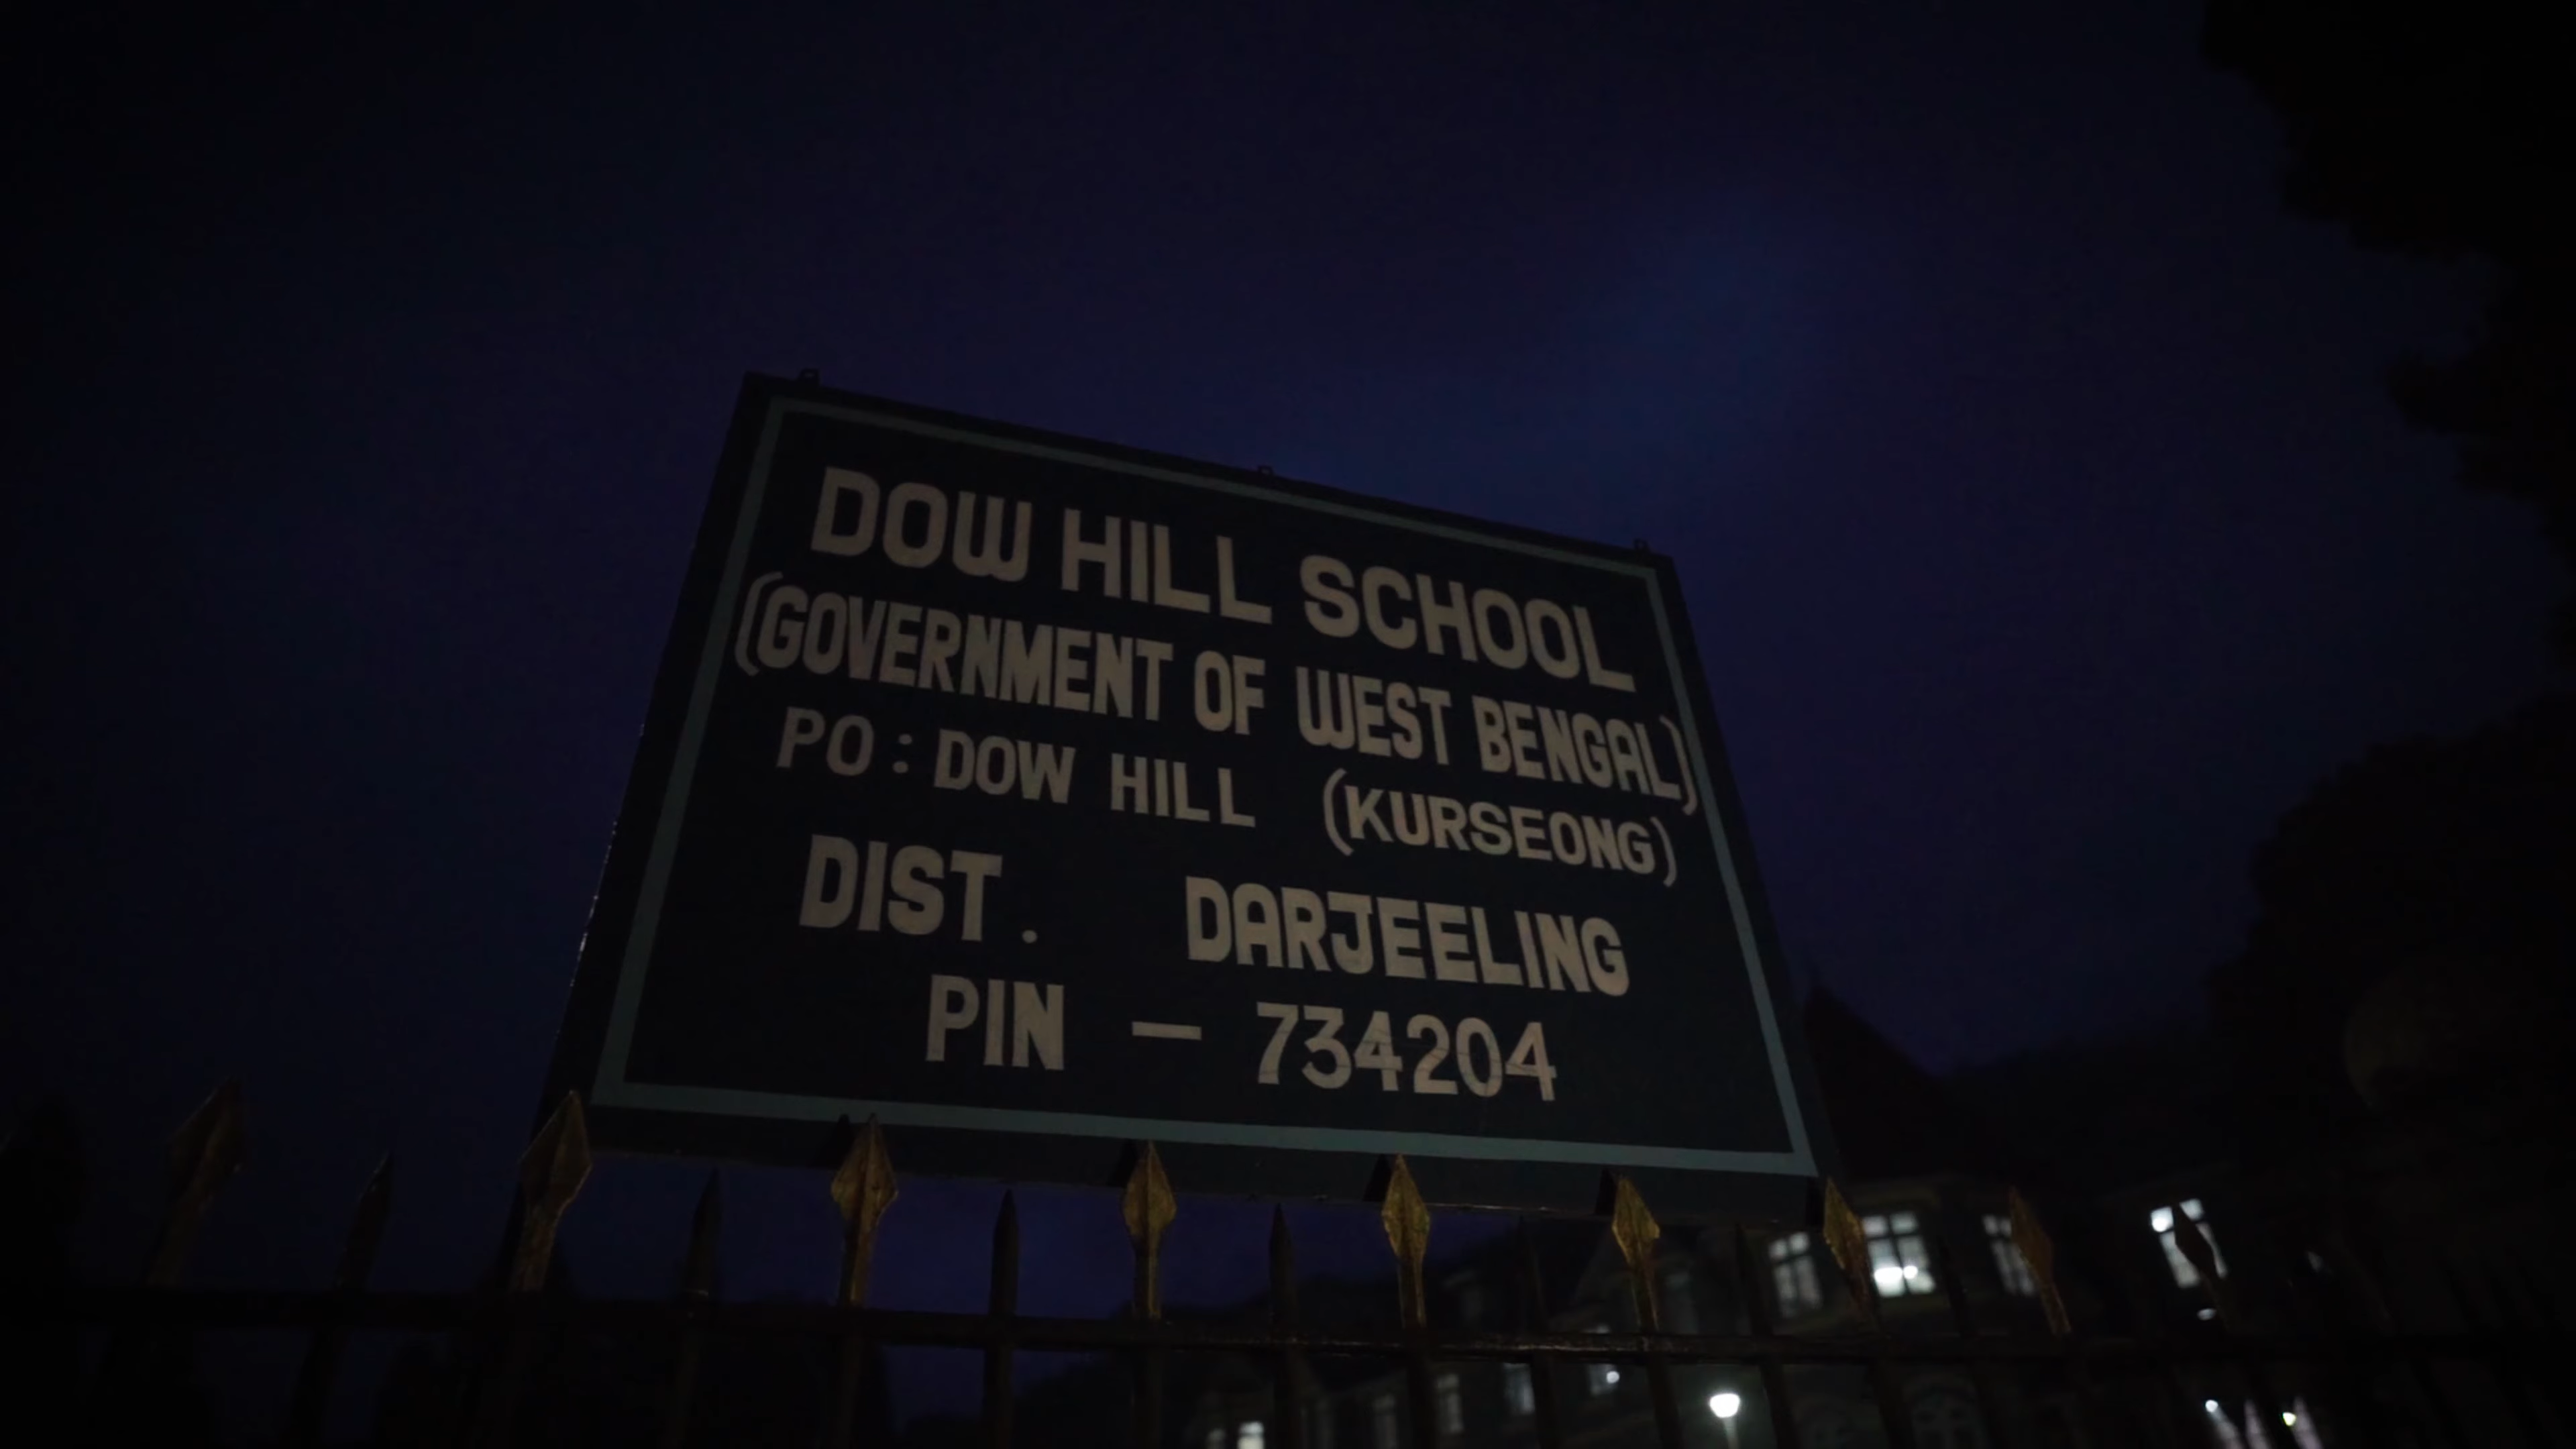 DOW HILL SCHOOL
(GOVERNMENT OF WEST BENGAL)
PO : DOW HILL (KURSEONG)
DIST. DARJEELING
PIN – 734204